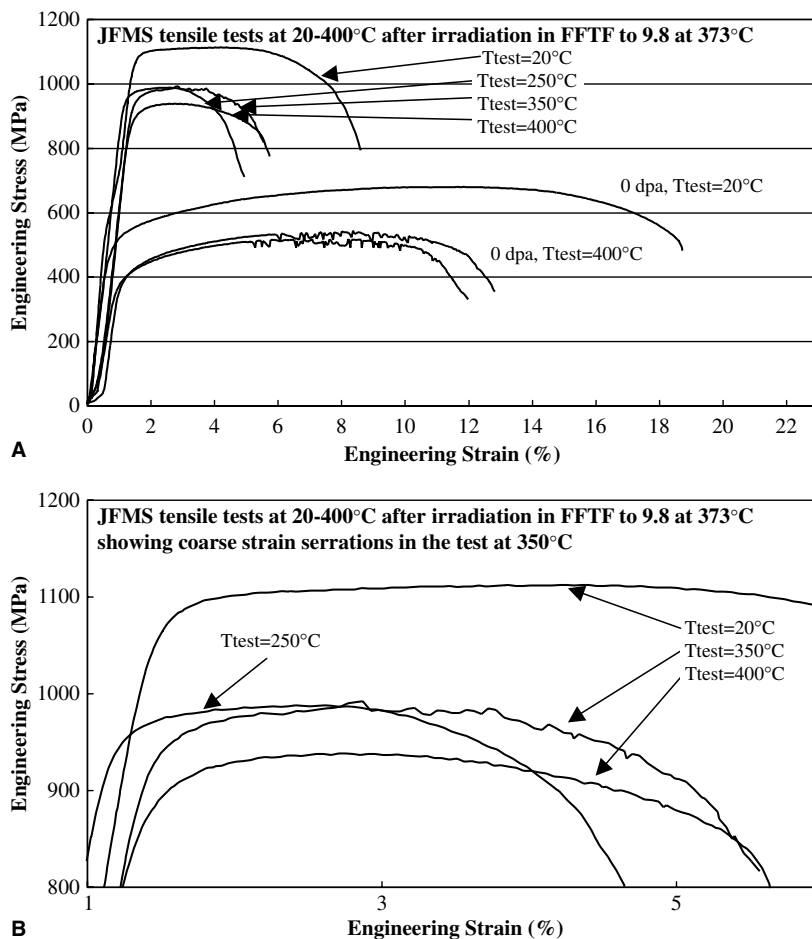 JFMS tensile tests at 20-400°C after irradiation in FFTF to 9.8 at 373°C
Ttest=20°C
Ttest=250°C
Ttest=350°C
Ttest=400°C
0 dpa, Ttest=20°C
0 dpa, Ttest=400°C
Engineering Stress (MPa)
1200
1000
800
600
400
200
0
0 2 4 6 8 10 12 14 16 18 20 22
Engineering Strain (%)
A
JFMS tensile tests at 20-400°C after irradiation in FFTF to 9.8 at 373°C
showing coarse strain serrations in the test at 350°C
Ttest=250°C
Ttest=20°C
Ttest=350°C
Ttest=400°C
Engineering Stress (MPa)
1200
1100
1000
900
800
1 3 5
Engineering Strain (%)
B